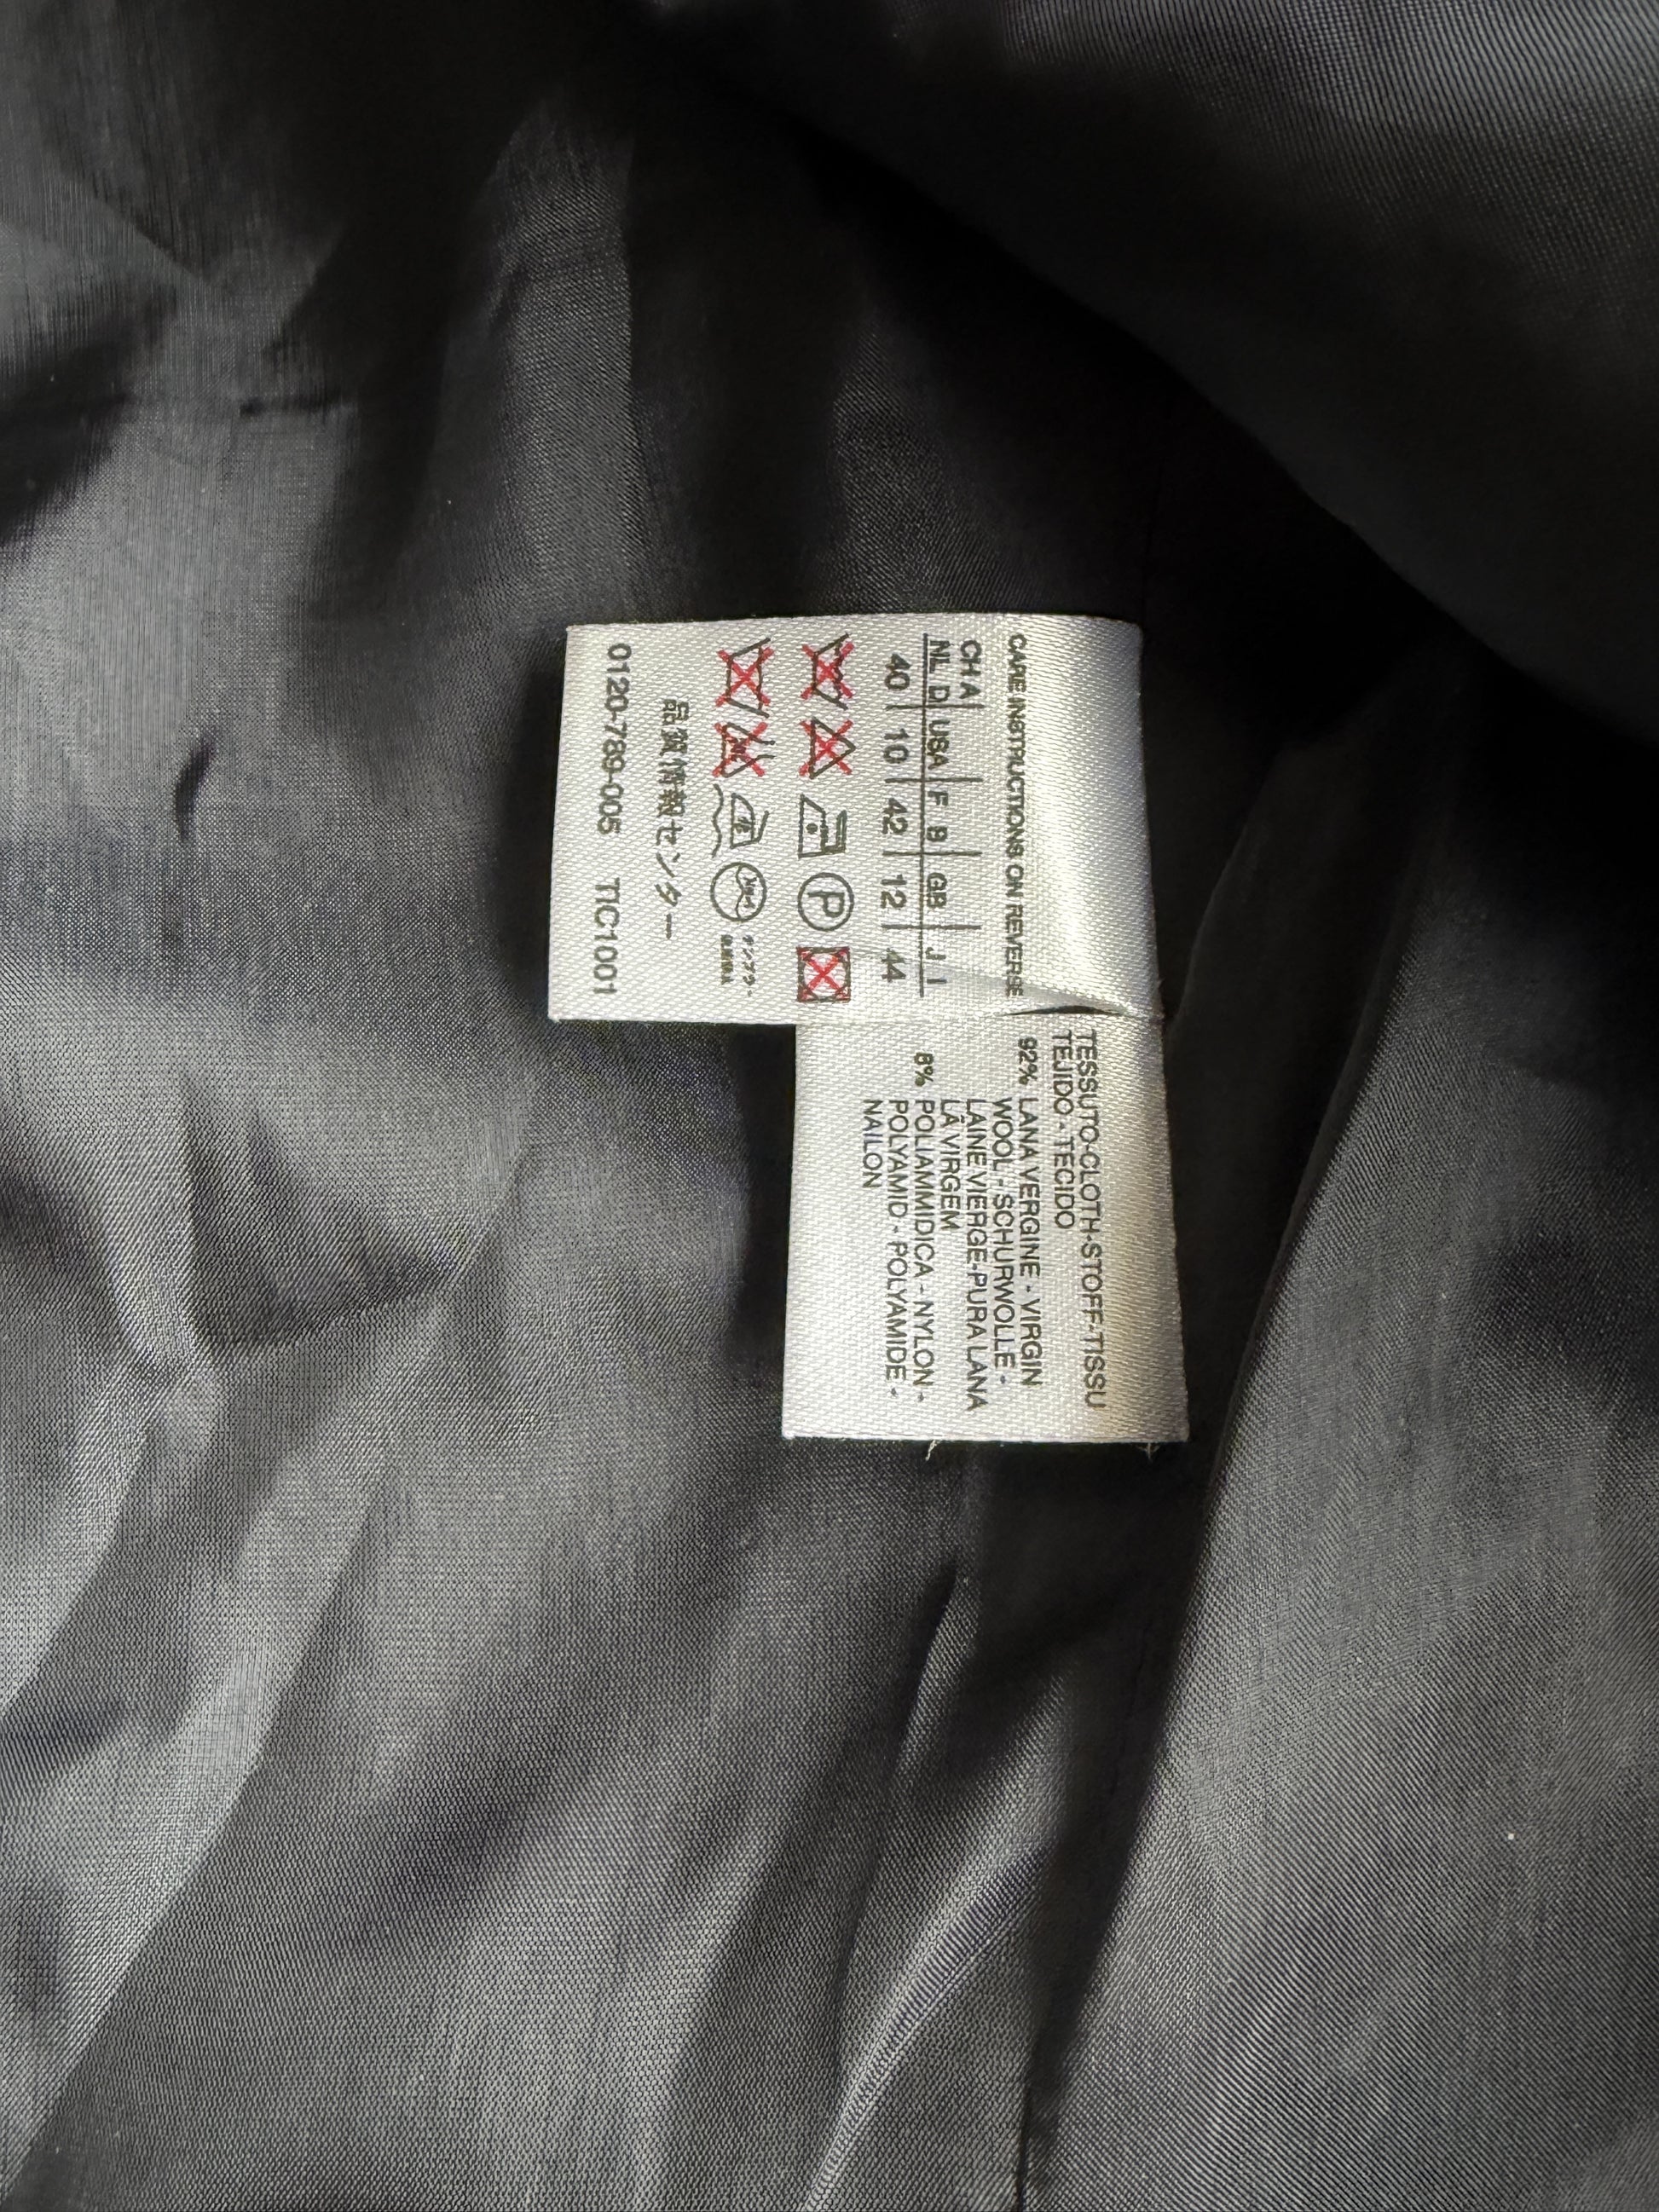 CARE INSTRUCTIONS ON REVERSE
CH A
NL D USA F B GB J I
40 10 42 12 44
P
品質情報センター
0120-789-005 TIC1001
TESSUTO-CLOTH-STOFF-TISSU
TEJIDO - TECIDO
92% LANA VERGINE - VIRGIN
WOOL - SCHURWOLLE -
LAINE VIERGE-PURA LANA
LÃ VIRGEM
8% POLIAMMIDICA - NYLON -
POLYAMID - POLYAMIDE -
NAILON